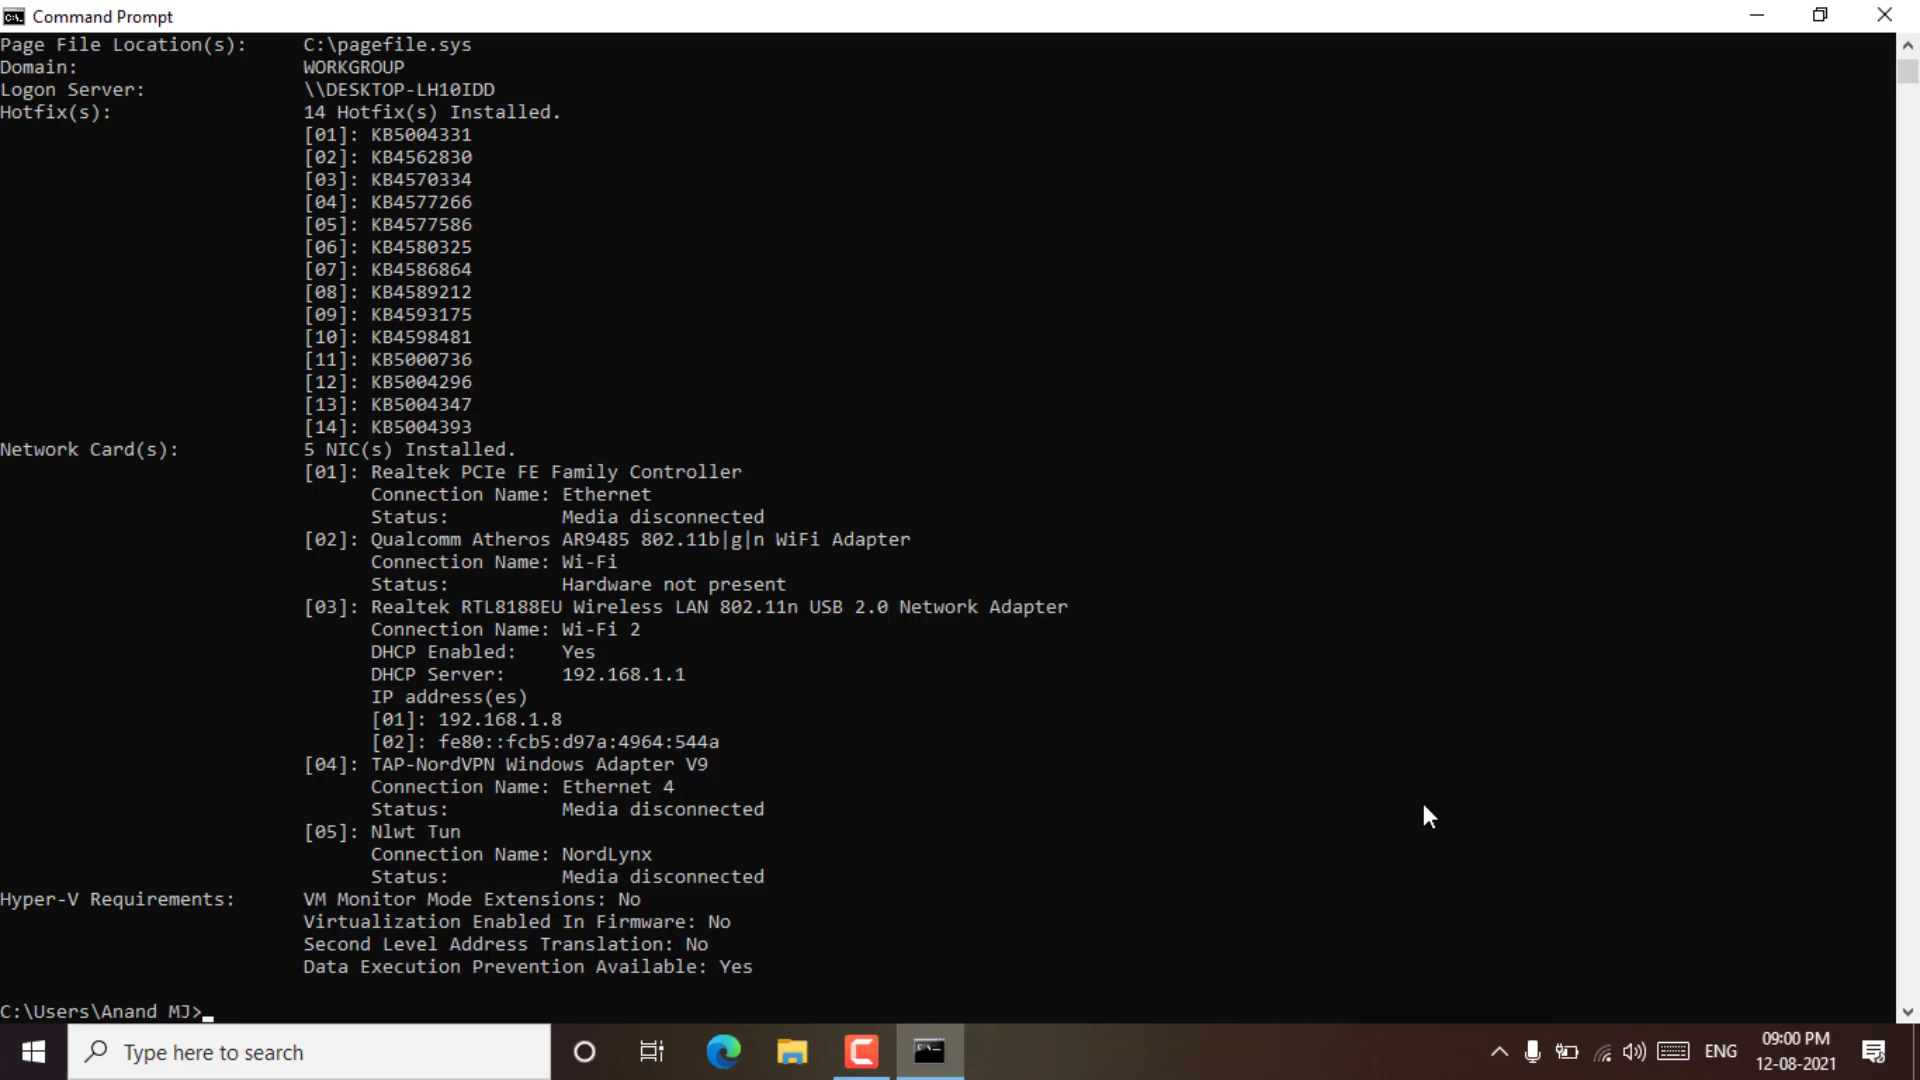 Command Prompt
Page File Location(s): C:\pagefile.sys
Domain: WORKGROUP
Logon Server: \\DESKTOP-LH10IDD
Hotfix(s): 14 Hotfix(s) Installed.
[01]: KB5004331
[02]: KB4562830
[03]: KB4570334
[04]: KB4577266
[05]: KB4577586
[06]: KB4580325
[07]: KB4586864
[08]: KB4589212
[09]: KB4593175
[10]: KB4598481
[11]: KB5000736
[12]: KB5004296
[13]: KB5004347
[14]: KB5004393
Network Card(s): 5 NIC(s) Installed.
[01]: Realtek PCIe FE Family Controller
Connection Name: Ethernet
Status: Media disconnected
[02]: Qualcomm Atheros AR9485 802.11b|g|n WiFi Adapter
Connection Name: Wi-Fi
Status: Hardware not present
[03]: Realtek RTL8188EU Wireless LAN 802.11n USB 2.0 Network Adapter
Connection Name: Wi-Fi 2
DHCP Enabled: Yes
DHCP Server: 192.168.1.1
IP address(es)
[01]: 192.168.1.8
[02]: fe80::fcb5:d97a:4964:544a
[04]: TAP-NordVPN Windows Adapter V9
Connection Name: Ethernet 4
Status: Media disconnected
[05]: Nlwt Tun
Connection Name: NordLynx
Status: Media disconnected
Hyper-V Requirements: VM Monitor Mode Extensions: No
Virtualization Enabled In Firmware: No
Second Level Address Translation: No
Data Execution Prevention Available: Yes
C:\Users\Anand MJ>_
Type here to search
ENG
09:00 PM
12-08-2021